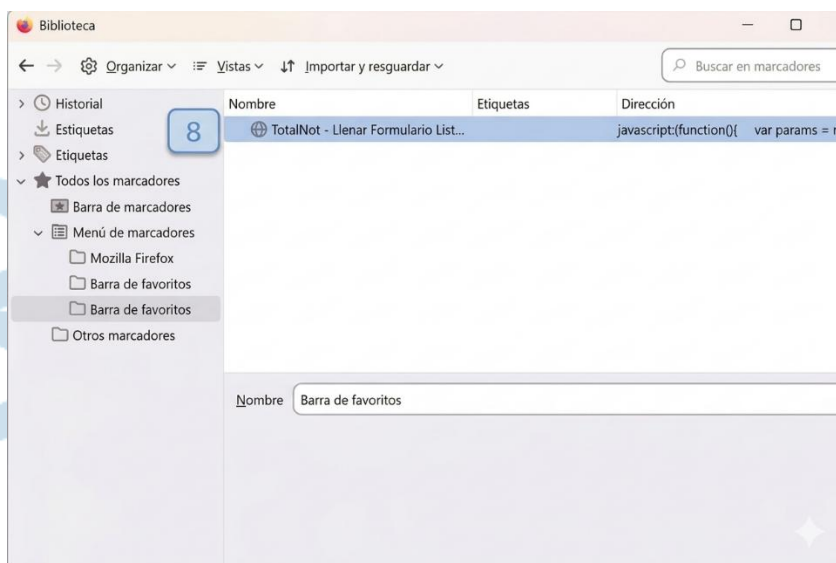 Biblioteca
Organizar Vistas Importar y resguardar Buscar en marcadores
Historial
Estiquetas
Etiquetas
Todos los marcadores
Barra de marcadores
Menú de marcadores
Mozilla Firefox
Barra de favoritos
Barra de favoritos
Otros marcadores
8
Nombre Etiquetas Dirección
TotalNot - Llenar Formulario List... javascript:(function(){ var params =
Nombre Barra de favoritos